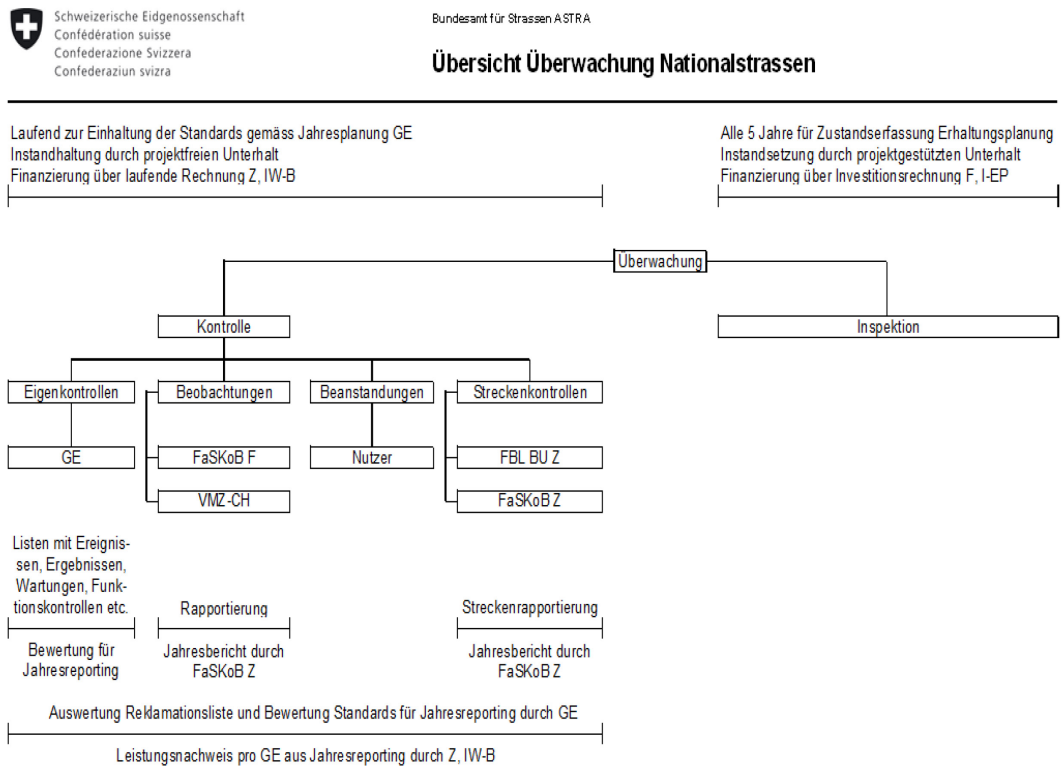 Schweizerische Eidgenossenschaft
Confédération suisse
Confederazione Svizzera
Confederaziun svizra
Bundesamt für Strassen ASTRA
Übersicht Überwachung Nationalstrassen
Laufend zur Einhaltung der Standards gemäss Jahresplanung GE
Instandhaltung durch projektfreien Unterhalt
Finanzierung über laufende Rechnung Z, IW-B
Alle 5 Jahre für Zustandserfassung Erhaltungsplanung
Instandsetzung durch projektgestützten Unterhalt
Finanzierung über Investitionsrechnung F, I-EP
Überwachung
Kontrolle
Inspektion
Eigenkontrollen
Beobachtungen
Beanstandungen
Streckenkontrollen
GE
FaSKoB F
Nutzer
FBL BU Z
VMZ-CH
FaSKoB Z
Listen mit Ereignis-
sen, Ergebnissen,
Wartungen, Funk-
tionskontrollen etc.
Rapportierung
Streckenrapportierung
Bewertung für
Jahresreporting
Jahresbericht durch
FaSKoB Z
Jahresbericht durch
FaSKoB Z
Auswertung Reklamationsliste und Bewertung Standards für Jahresreporting durch GE
Leistungsnachweis pro GE aus Jahresreporting durch Z, IW-B